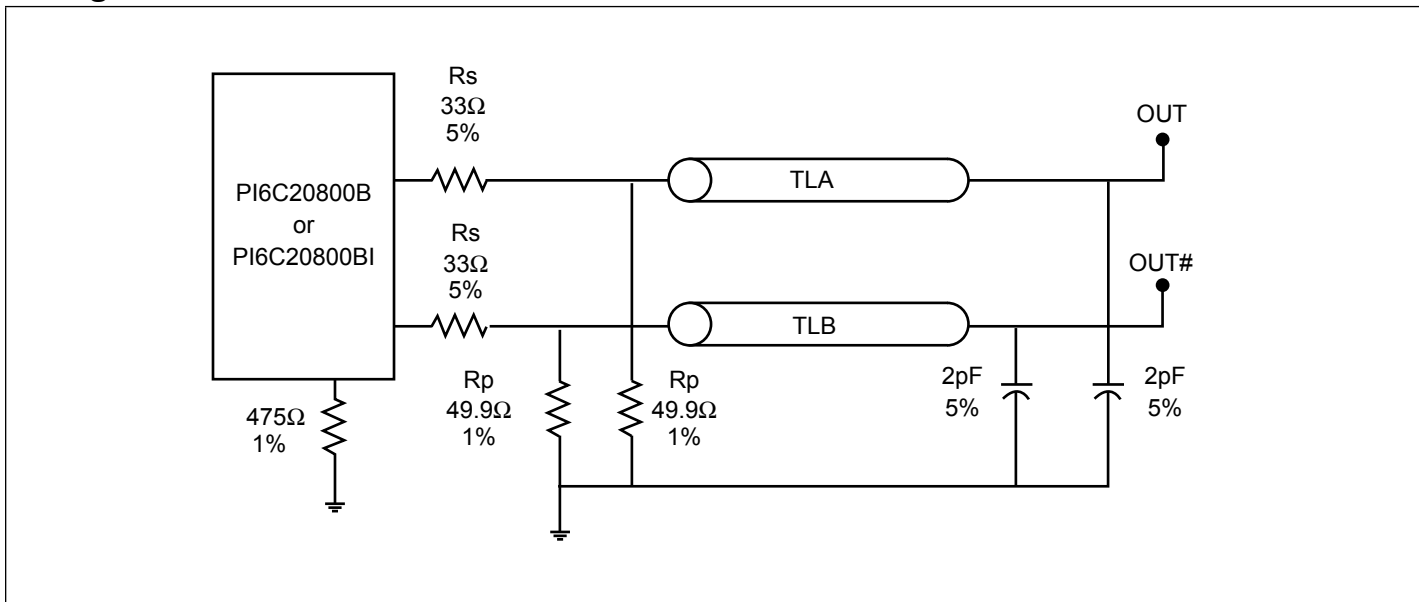 Rs
33Ω
5%
OUT
PI6C20800B
or
PI6C20800BI
TLA
Rs
33Ω
5%
OUT#
TLB
475Ω
1%
Rp
49.9Ω
1%
Rp
49.9Ω
1%
2pF
5%
2pF
5%